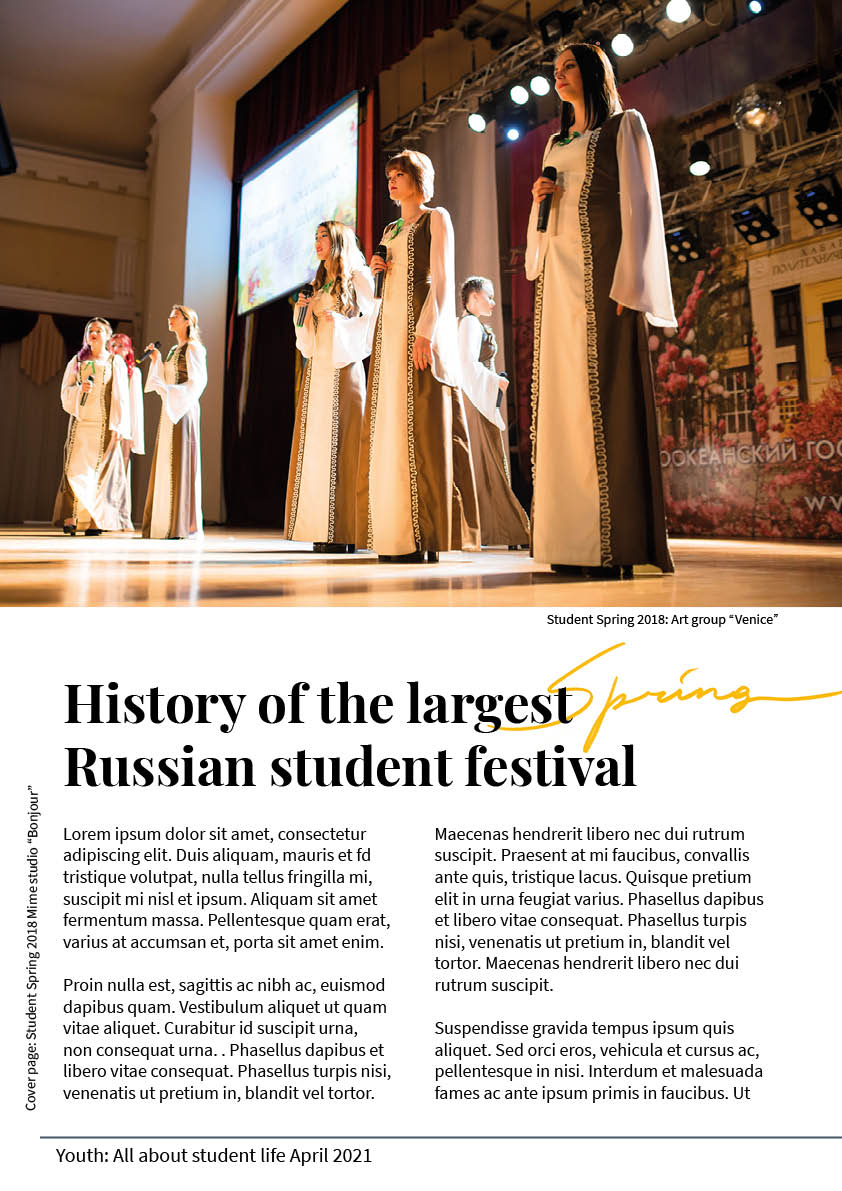 ХАБА
ПОТЕХНИЧЕ
ООКЕАНСКИЙ ГОС
Student Spring 2018: Art group “Venice”
Spring
History of the largest
Russian student festival
Lorem ipsum dolor sit amet, consectetur
adipiscing elit. Duis aliquam, mauris et fd
tristique volutpat, nulla tellus fringilla mi,
suscipit mi nisl et ipsum. Aliquam sit amet
fermentum massa. Pellentesque quam erat,
varius at accumsan et, porta sit amet enim.
Proin nulla est, sagittis ac nibh ac, euismod
dapibus quam. Vestibulum aliquet ut quam
vitae aliquet. Curabitur id suscipit urna,
non consequat urna. . Phasellus dapibus et
libero vitae consequat. Phasellus turpis nisi,
venenatis ut pretium in, blandit vel tortor.
Maecenas hendrerit libero nec dui rutrum
suscipit. Praesent at mi faucibus, convallis
ante quis, tristique lacus. Quisque pretium
elit in urna feugiat varius. Phasellus dapibus
et libero vitae consequat. Phasellus turpis
nisi, venenatis ut pretium in, blandit vel
tortor. Maecenas hendrerit libero nec dui
rutrum suscipit.
Suspendisse gravida tempus ipsum quis
aliquet. Sed orci eros, vehicula et cursus ac,
pellentesque in nisi. Interdum et malesuada
fames ac ante ipsum primis in faucibus. Ut
Cover page: Student Spring 2018 Mime studio “Bonjour”
Youth: All about student life April 2021